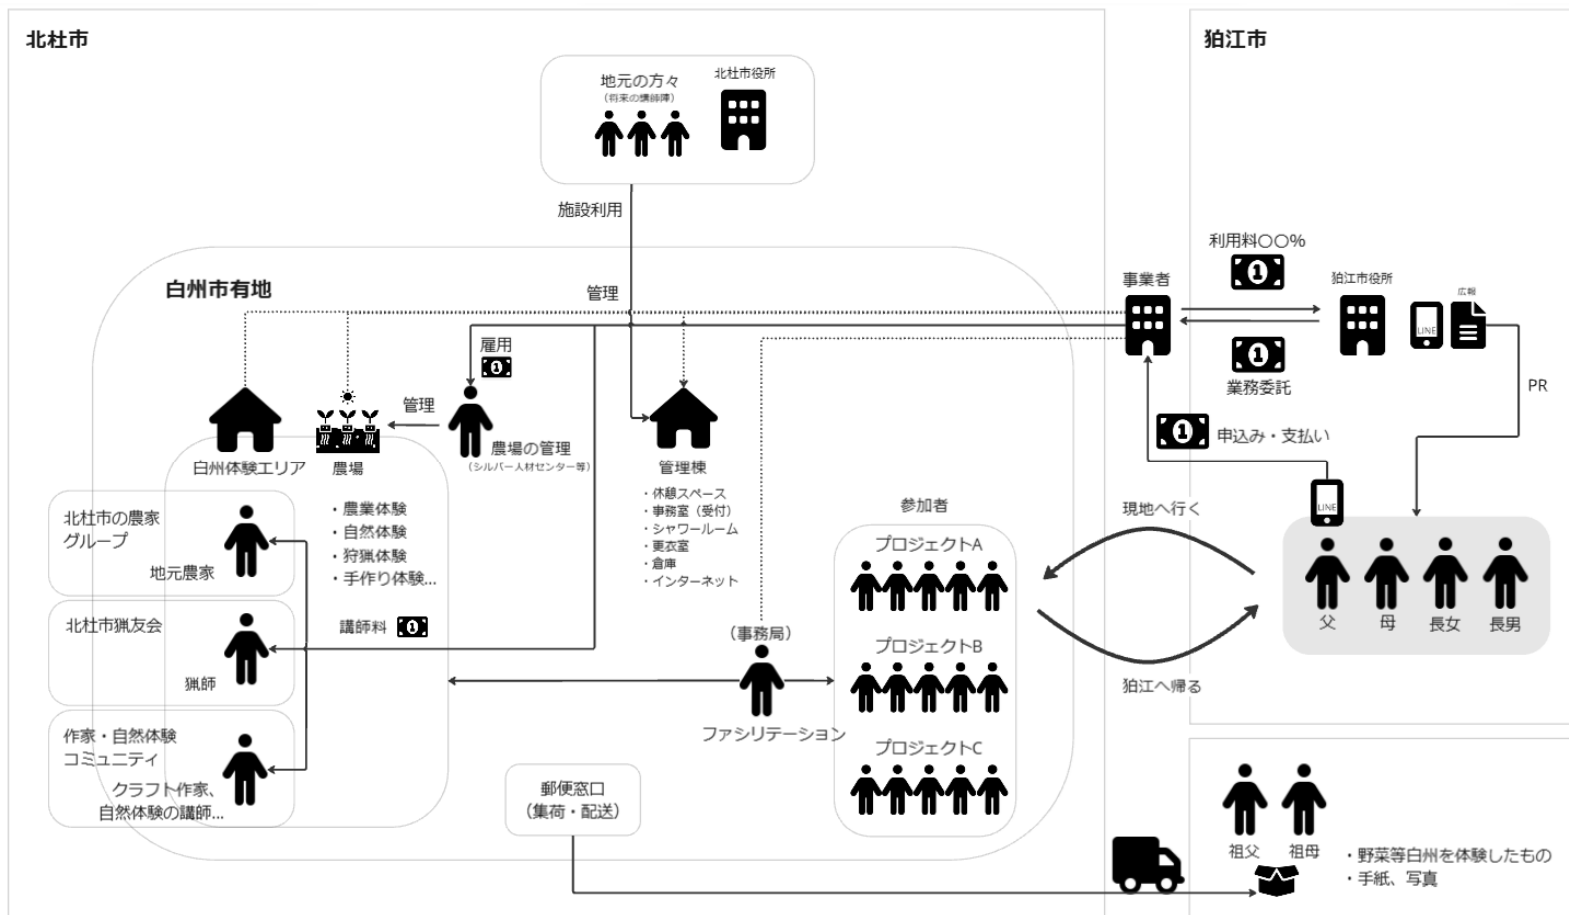 北杜市
狛江市
地元の方々
（将来の講師陣）
北杜市役所
施設利用
白州市有地
管理
事業者
利用料〇〇%
狛江市役所
広報
LINE
業務委託
PR
申込み・支払い
LINE
雇用
管理
農場の管理
（シルバー人材センター等）
白州体験エリア
農場
管理棟
・休憩スペース
・事務室（受付）
・シャワールーム
・更衣室
・倉庫
・インターネット
・農業体験
・自然体験
・狩猟体験
・手作り体験…
北杜市の農家
グループ
地元農家
北杜市猟友会
猟師
講師料
作家・自然体験
コミュニティ
クラフト作家、
自然体験の講師…
（事務局）
ファシリテーション
参加者
プロジェクトA
プロジェクトB
プロジェクトC
現地へ行く
狛江へ帰る
父
母
長女
長男
郵便窓口
（集荷・配送）
祖父
祖母
・野菜等白州を体験したもの
・手紙、写真